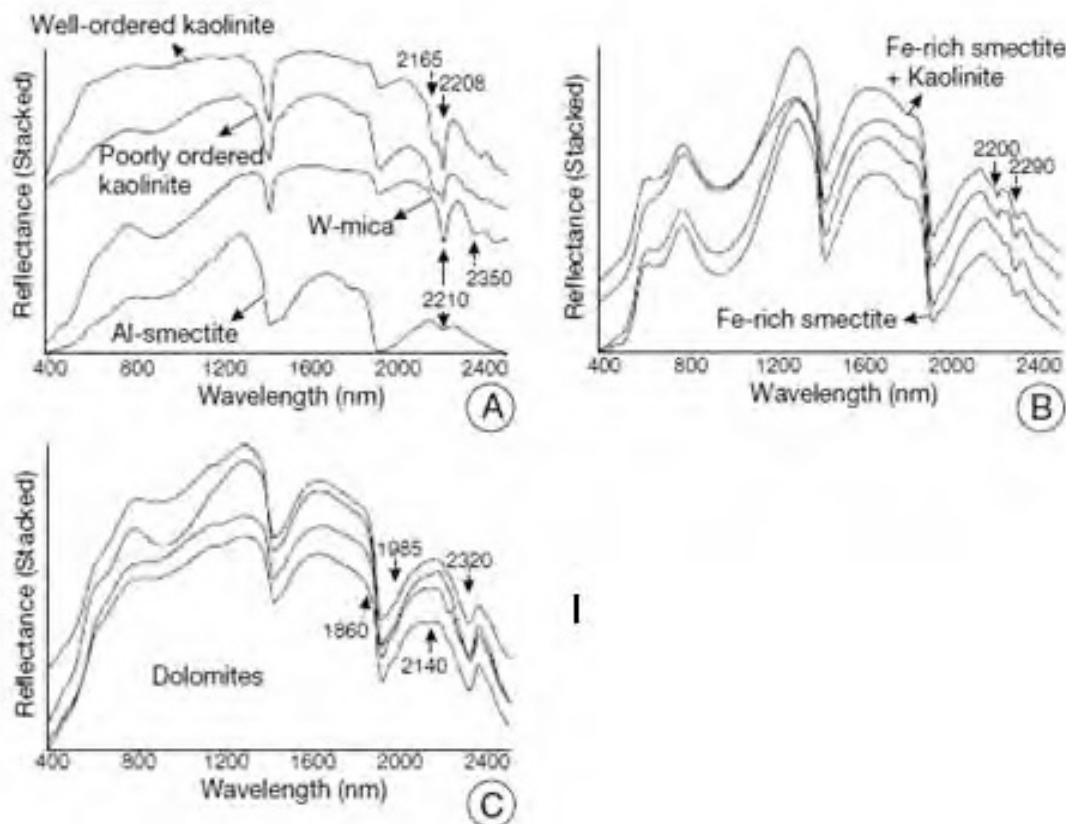 Well-ordered kaolinite
2165
2208
Poorly ordered
kaolinite
W-mica
2350
2210
Al-smectite
Reflectance (Stacked)
400 800 1200 1600 2000 2400
Wavelength (nm)
A
Fe-rich smectite
+ Kaolinite
2200
2290
Fe-rich smectite
Reflectance (Stacked)
400 800 1200 1600 2000 2400
Wavelength (nm)
B
1985
2320
1860
2140
Dolomites
Reflectance (Stacked)
400 800 1200 1600 2000 2400
Wavelength (nm)
C
I